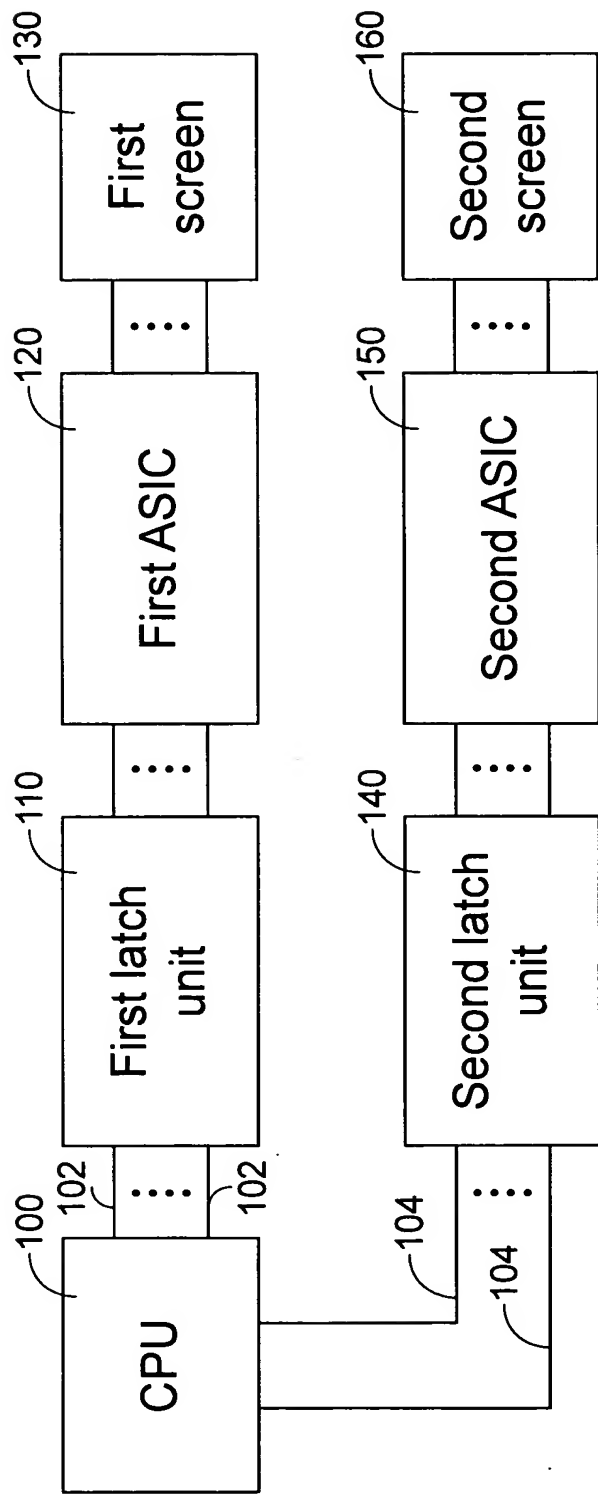 100
CPU
102
102
110
First latch
unit
120
First ASIC
130
First
screen
104
104
140
Second latch
unit
150
Second ASIC
160
Second
screen